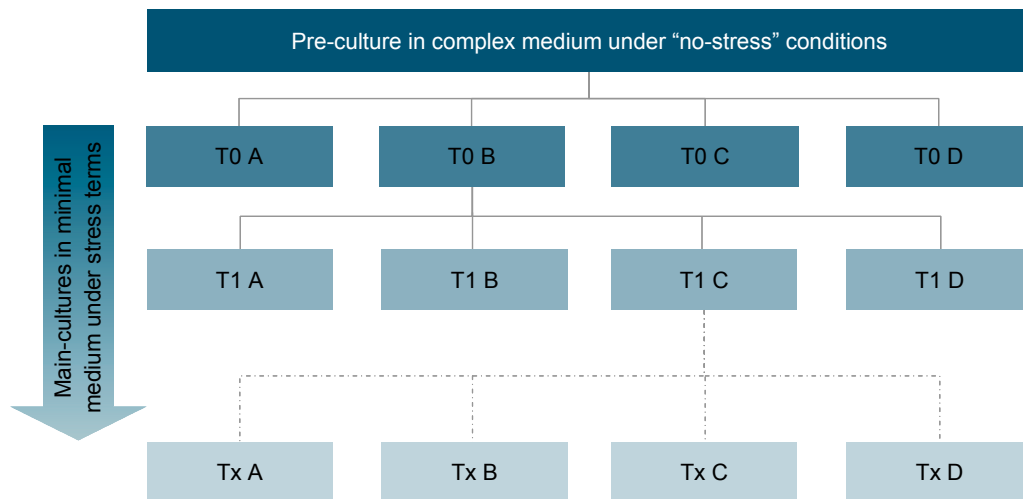 Pre-culture in complex medium under “no-stress” conditions
Main-cultures in minimal
medium under stress terms
T0 A
T0 B
T0 C
T0 D
T1 A
T1 B
T1 C
T1 D
Tx A
Tx B
Tx C
Tx D